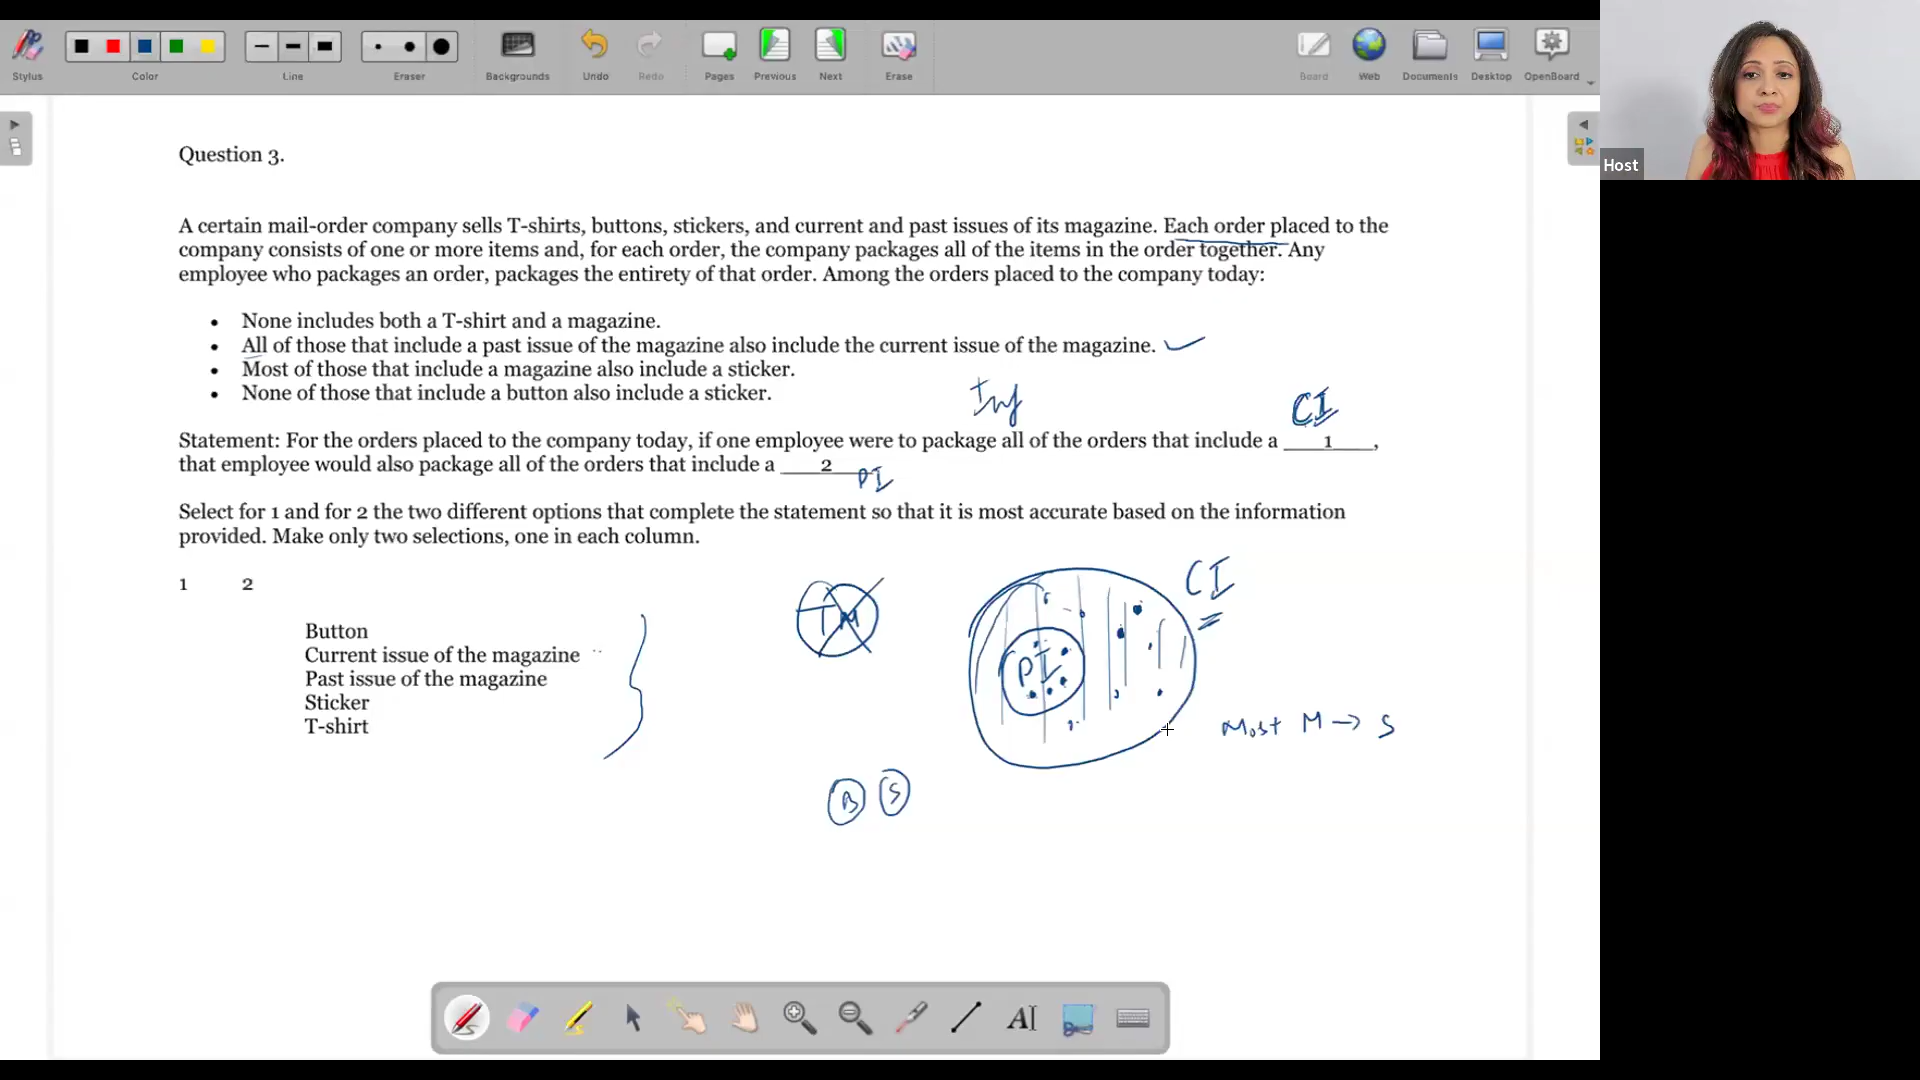 Stylus
Color
Line
Eraser
Backgrounds
Undo
Redo
Pages
Previous
Next
Erase
Board
Web
Documents
Desktop
OpenBoard
Host
Question 3.
A certain mail-order company sells T-shirts, buttons, stickers, and current and past issues of its magazine. Each order placed to the
company consists of one or more items and, for each order, the company packages all of the items in the order together. Any
employee who packages an order, packages the entirety of that order. Among the orders placed to the company today:
• None includes both a T-shirt and a magazine.
• All of those that include a past issue of the magazine also include the current issue of the magazine.
• Most of those that include a magazine also include a sticker.
• None of those that include a button also include a sticker.
Inf
CI
Statement: For the orders placed to the company today, if one employee were to package all of the orders that include a ___1___,
that employee would also package all of the orders that include a ___2___
PI
Select for 1 and for 2 the two different options that complete the statement so that it is most accurate based on the information
provided. Make only two selections, one in each column.
1 2
Button
Current issue of the magazine
Past issue of the magazine
Sticker
T-shirt
T M
CI
PI
Most M → S
B S
AI